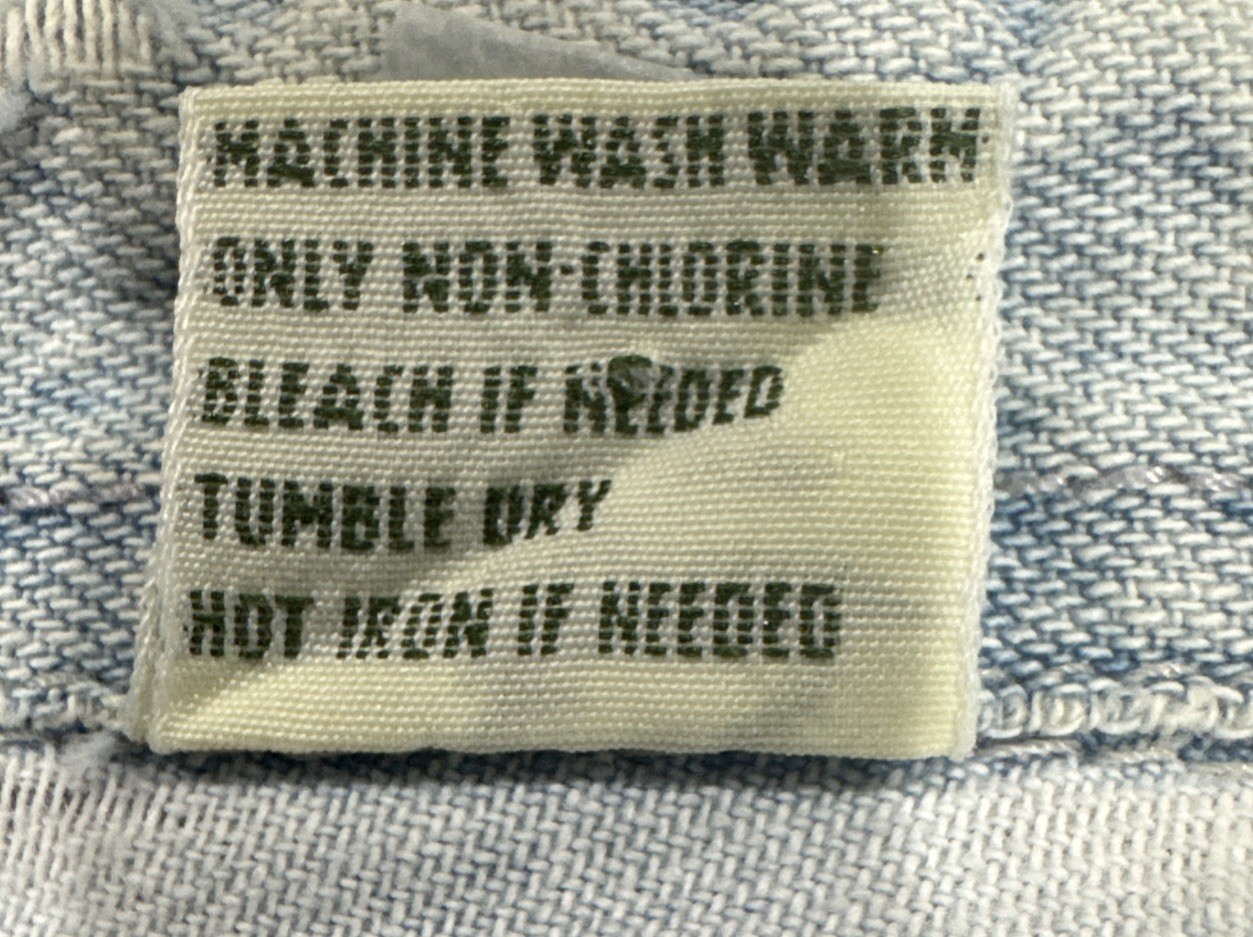 MACHINE WASH WARM
ONLY NON-CHLORINE
BLEACH IF NEEDED
TUMBLE DRY
HOT IRON IF NEEDED